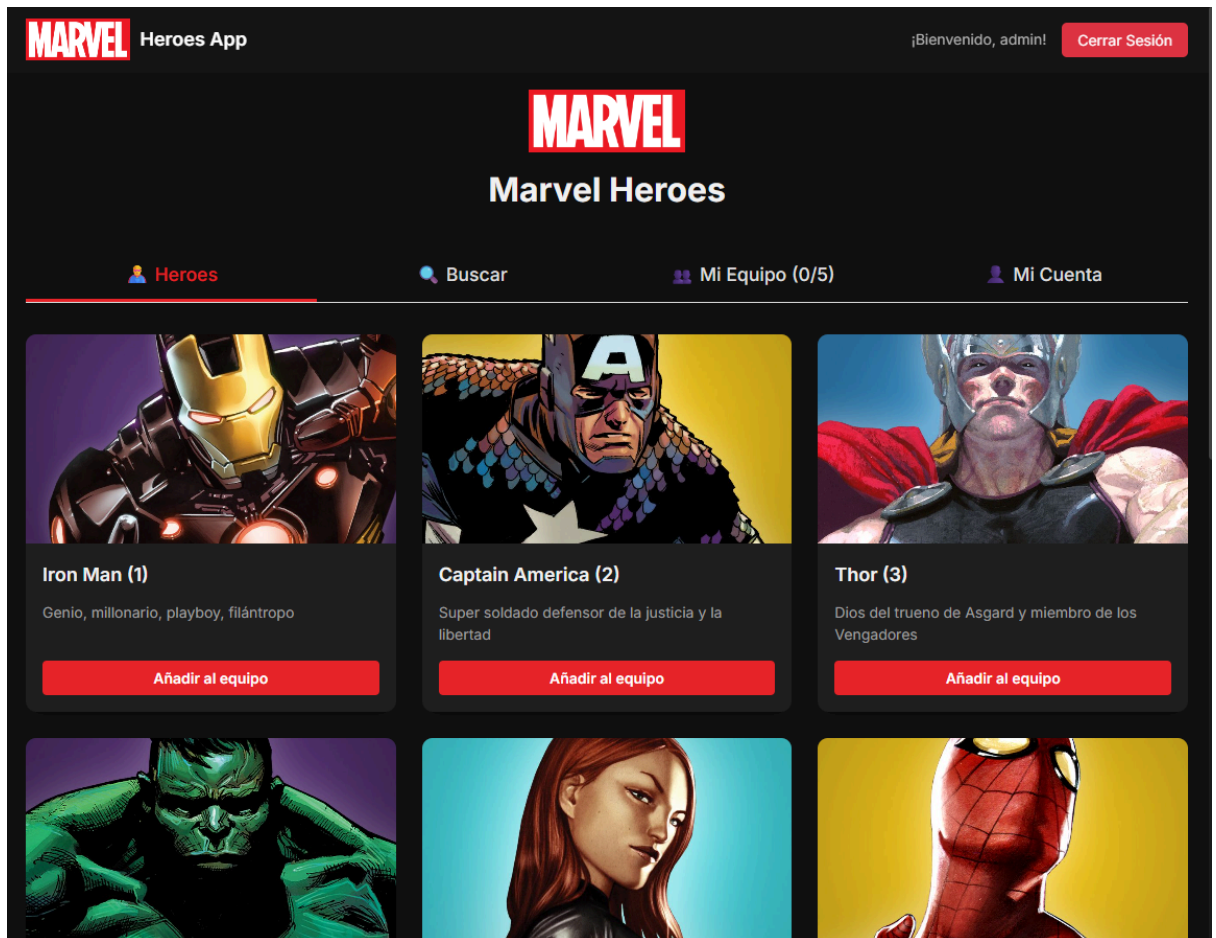 MARVEL Heroes App
¡Bienvenido, admin!
Cerrar Sesión
MARVEL
Marvel Heroes
Heroes
Buscar
Mi Equipo (0/5)
Mi Cuenta
A
Iron Man (1)
Genio, millonario, playboy, filántropo
Añadir al equipo
Captain America (2)
Super soldado defensor de la justicia y la
libertad
Añadir al equipo
Thor (3)
Dios del trueno de Asgard y miembro de los
Vengadores
Añadir al equipo